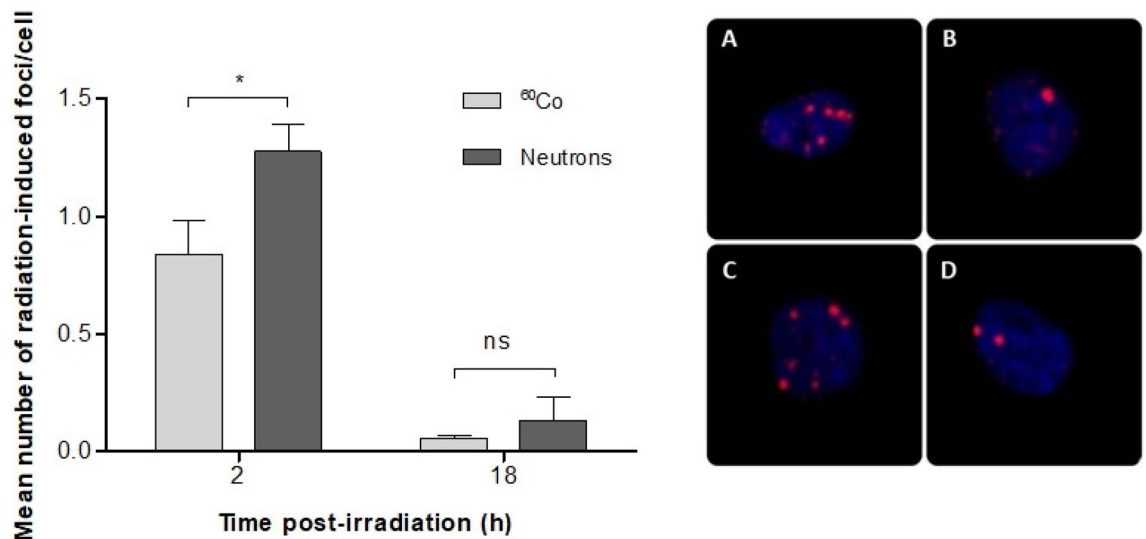 Mean number of radiation-induced foci/cell
1.5
1.0
0.5
0.0
*
ns
⁶⁰Co
Neutrons
2
18
Time post-irradiation (h)
A
B
C
D